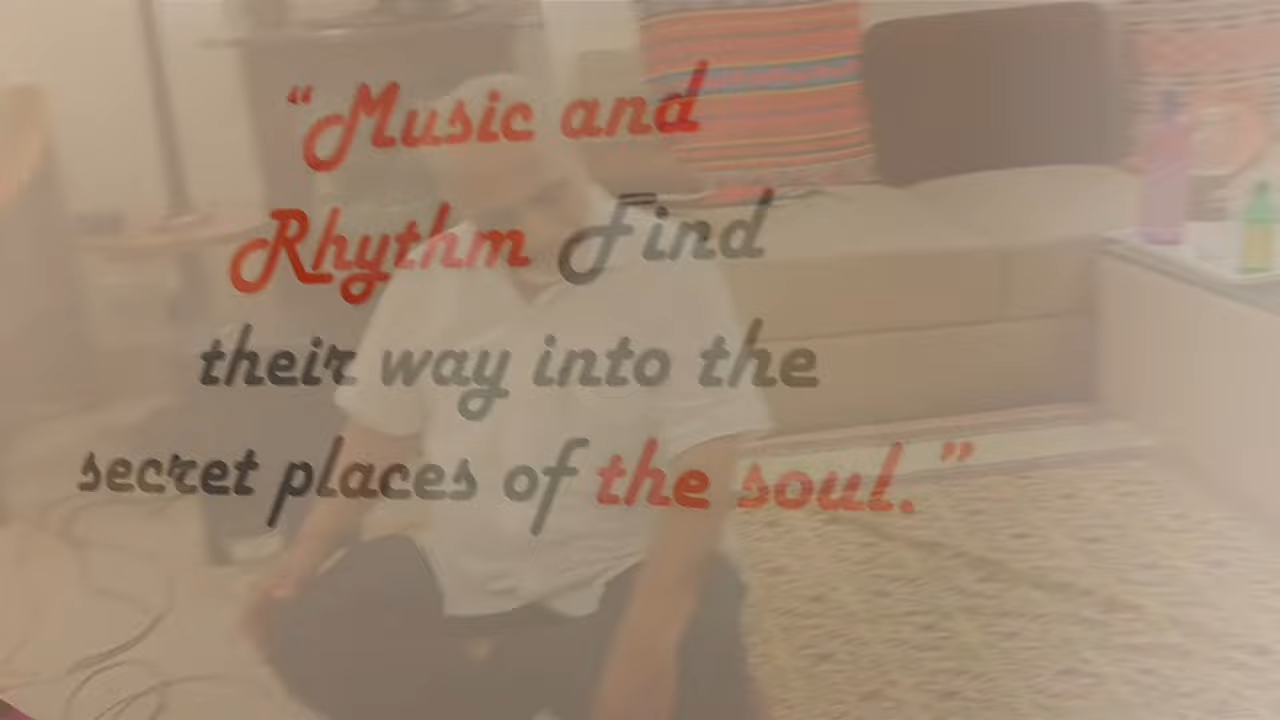 “Music and
Rhythm Find
their way into the
secret places of the soul.”